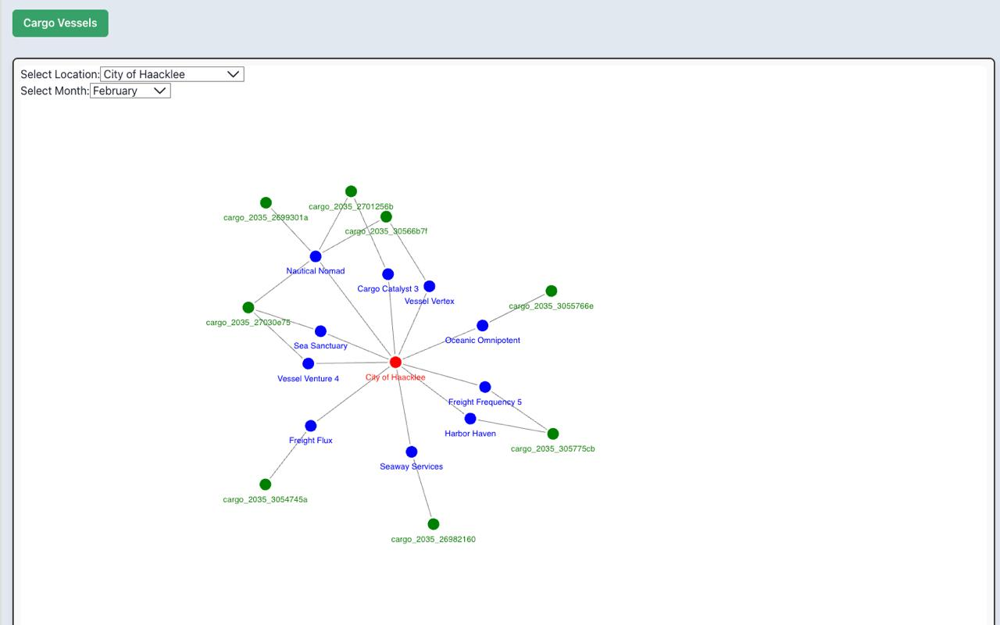 Cargo Vessels
Select Location: City of Haacklee
Select Month: February
cargo_2035_2701256b
cargo_2035_2699301a
cargo_2035_30566b7f
Nautical Nomad
Cargo Catalyst 3
Vessel Vertex
cargo_2035_3055766e
cargo_2035_27030e75
Oceanic Omnipotent
Sea Sanctuary
City of Haacklee
Vessel Venture 4
Freight Frequency 5
Harbor Haven
Freight Flux
cargo_2035_305775cb
Seaway Services
cargo_2035_3054745a
cargo_2035_26982160